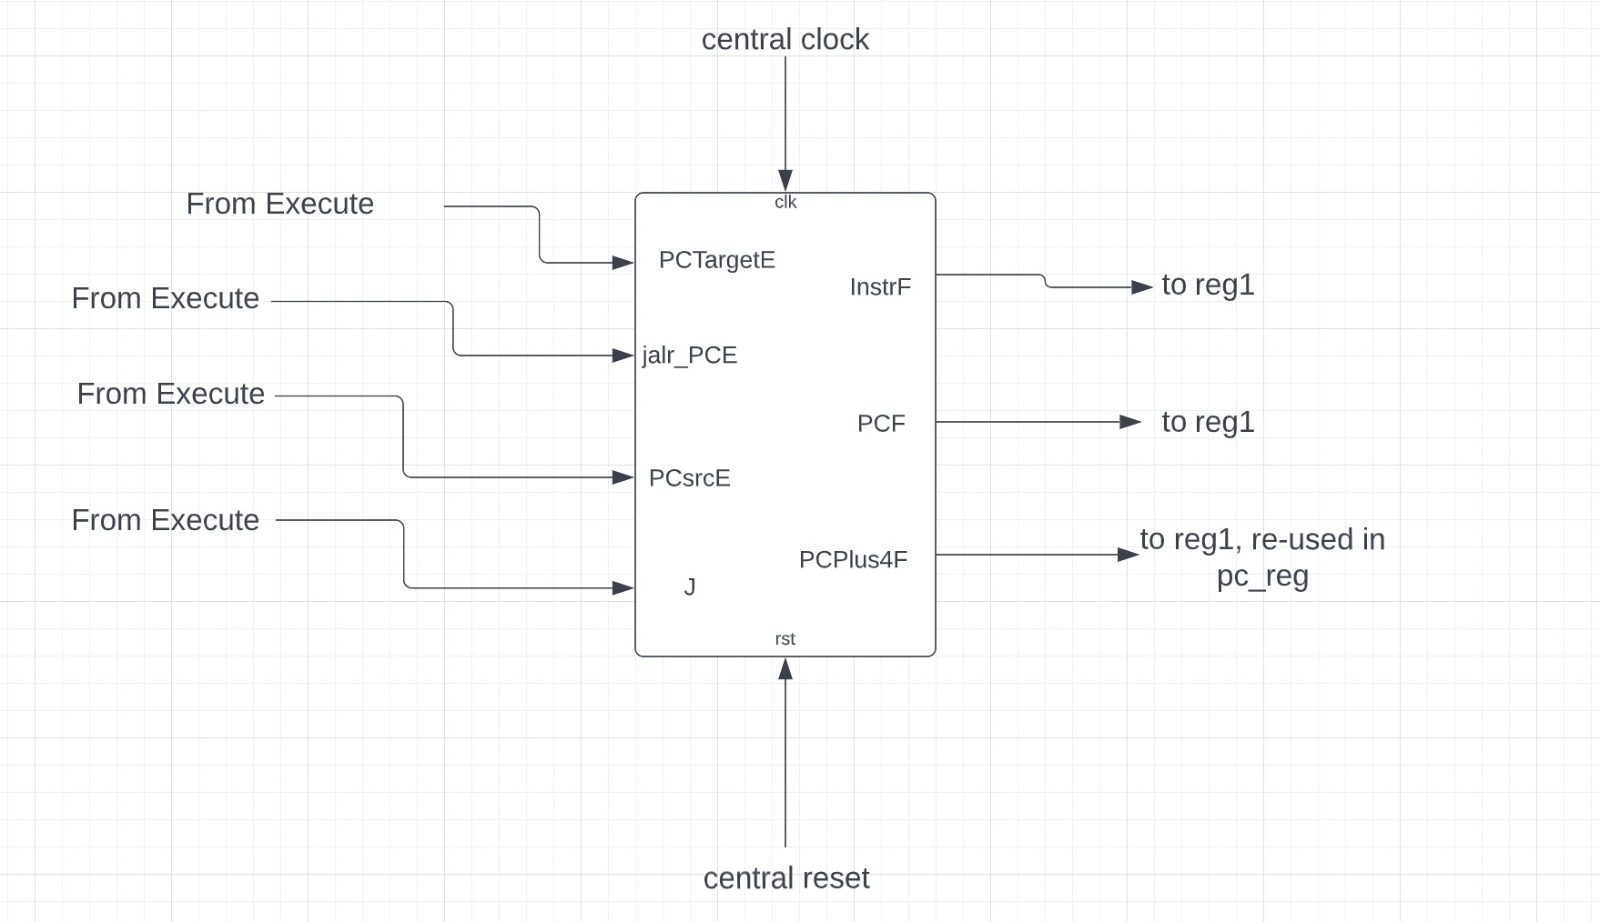 central clock
From Execute
clk
PCTargetE
InstrF
to reg1
From Execute
jalr_PCE
From Execute
PCF
to reg1
PCsrcE
From Execute
PCPlus4F
to reg1, re-used in
pc_reg
J
rst
central reset